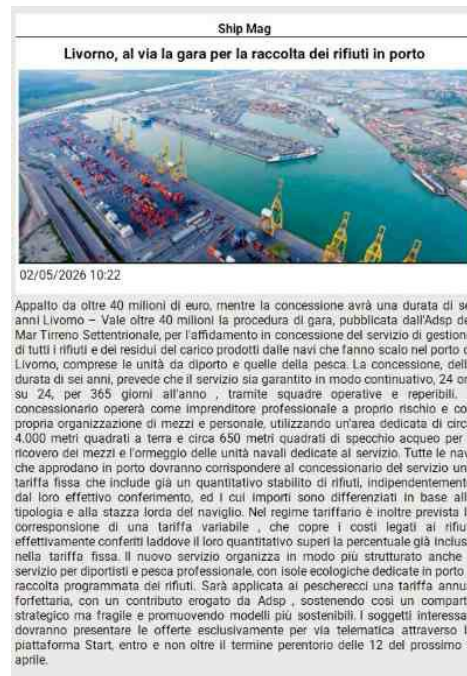 Ship Mag
Livorno, al via la gara per la raccolta dei rifiuti in porto
02/05/2026 10:22
Appalto da oltre 40 milioni di euro, mentre la concessione avrà una durata di
anni Livorno – Vale oltre 40 milioni la procedura di gara, pubblicata dall'Adsp
Mar Tirreno Settentrionale, per l'affidamento in concessione del servizio di
di tutti i rifiuti e dei residui del carico prodotti dalle navi che fanno scalo nel porto
Livorno, comprese le unità da diporto e quelle della pesca. La concessione,
durata di sei anni, prevede che il servizio sia garantito in modo continuativo, 24
su 24, per 365 giorni all'anno , tramite squadre operative e reperibili.
concessionario opererà come imprenditore professionale a proprio rischio e
propria organizzazione di mezzi e personale, utilizzando un'area dedicata di
4.000 metri quadrati a terra e circa 650 metri quadrati di specchio acqueo per
ricovero dei mezzi e l'ormeggio delle unità navali dedicate al servizio. Tutte le
che approdano in porto dovranno corrispondere al concessionario del servizio
tariffa fissa che include già un quantitativo stabilito di rifiuti, indipendentemente
dal loro effettivo conferimento, ed i cui importi sono differenziati in base
tipologia e alla stazza lorda del naviglio. Nel regime tariffario è inoltre prevista
corresponsione di una tariffa variabile , che copre i costi legati ai
effettivamente conferiti laddove il loro quantitativo superi la percentuale già
nella tariffa fissa. Il nuovo servizio organizza in modo più strutturato anche
servizio per diportisti e pesca professionale, con isole ecologiche dedicate in porto
raccolta programmata dei rifiuti. Sarà applicata ai pescherecci una tariffa
forfettaria, con un contributo erogato da Adsp , sostenendo così un
strategico ma fragile e promuovendo modelli più sostenibili. I soggetti
dovranno presentare le offerte esclusivamente per via telematica attraverso
piattaforma Start, entro e non oltre il termine perentorio delle 12 del prossimo
aprile.